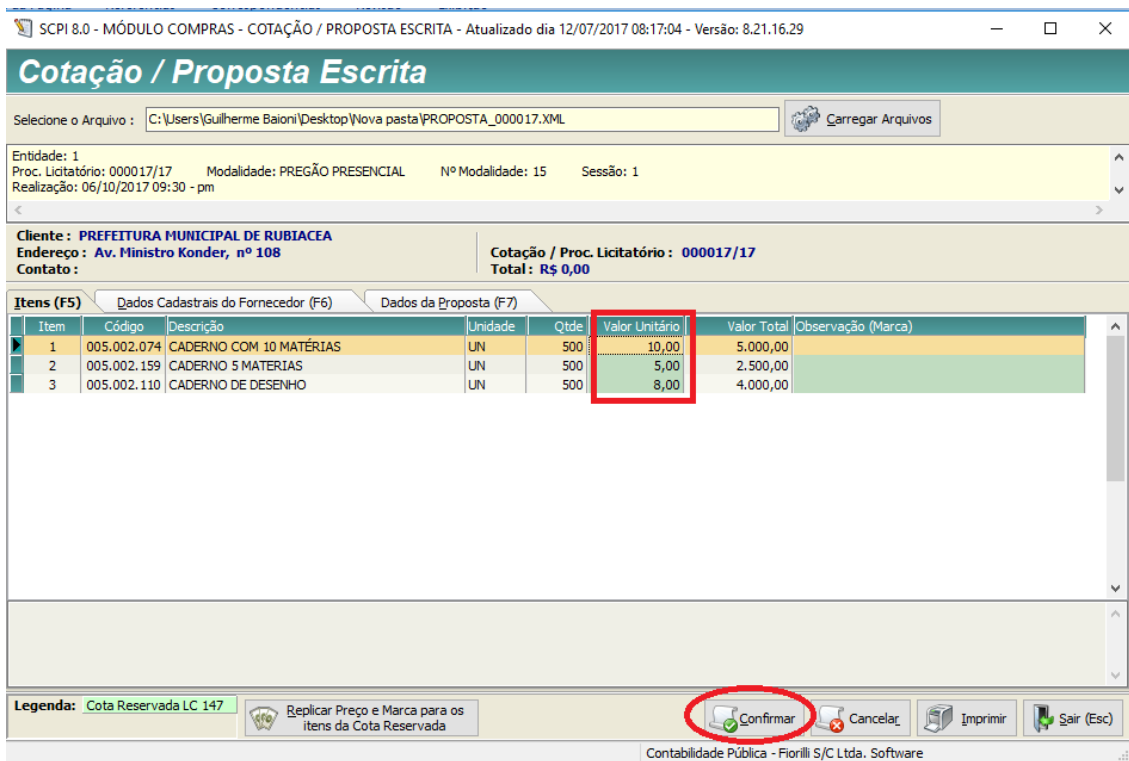 SCPI 8.0 - MÓDULO COMPRAS - COTAÇÃO / PROPOSTA ESCRITA - Atualizado dia 12/07/2017 08:17:04 - Versão: 8.21.16.29
Cotação / Proposta Escrita
Selecione o Arquivo : C:\Users\Guilherme Baioni\Desktop\Nova pasta\PROPOSTA_000017.XML Carregar Arquivos
Entidade: 1
Proc. Licitatório: 000017/17 Modalidade: PREGÃO PRESENCIAL Nº Modalidade: 15 Sessão: 1
Realização: 06/10/2017 09:30 - pm
Cliente : PREFEITURA MUNICIPAL DE RUBIACEA
Endereço : Av. Ministro Konder, nº 108 Cotação / Proc. Licitatório : 000017/17
Contato : Total : R$ 0,00
Itens (F5) Dados Cadastrais do Fornecedor (F6) Dados da Proposta (F7)
Item Código Descrição Unidade Qtde Valor Unitário Valor Total Observação (Marca)
1 005.002.074 CADERNO COM 10 MATÉRIAS UN 500 10,00 5.000,00
2 005.002.159 CADERNO 5 MATERIAS UN 500 5,00 2.500,00
3 005.002.110 CADERNO DE DESENHO UN 500 8,00 4.000,00
Legenda: Cota Reservada LC 147 Replicar Preço e Marca para os itens da Cota Reservada Confirmar Cancelar Imprimir Sair (Esc)
Contabilidade Pública - Fiorilli S/C Ltda. Software